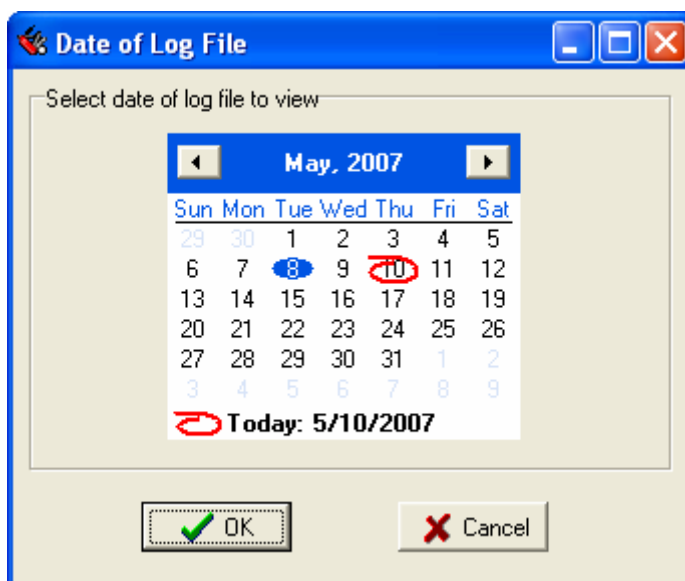 Date of Log File
Select date of log file to view
May, 2007
Sun Mon Tue Wed Thu Fri Sat
29 30 1 2 3 4 5
6 7 8 9 10 11 12
13 14 15 16 17 18 19
20 21 22 23 24 25 26
27 28 29 30 31 1 2
3 4 5 6 7 8 9
Today: 5/10/2007
OK Cancel